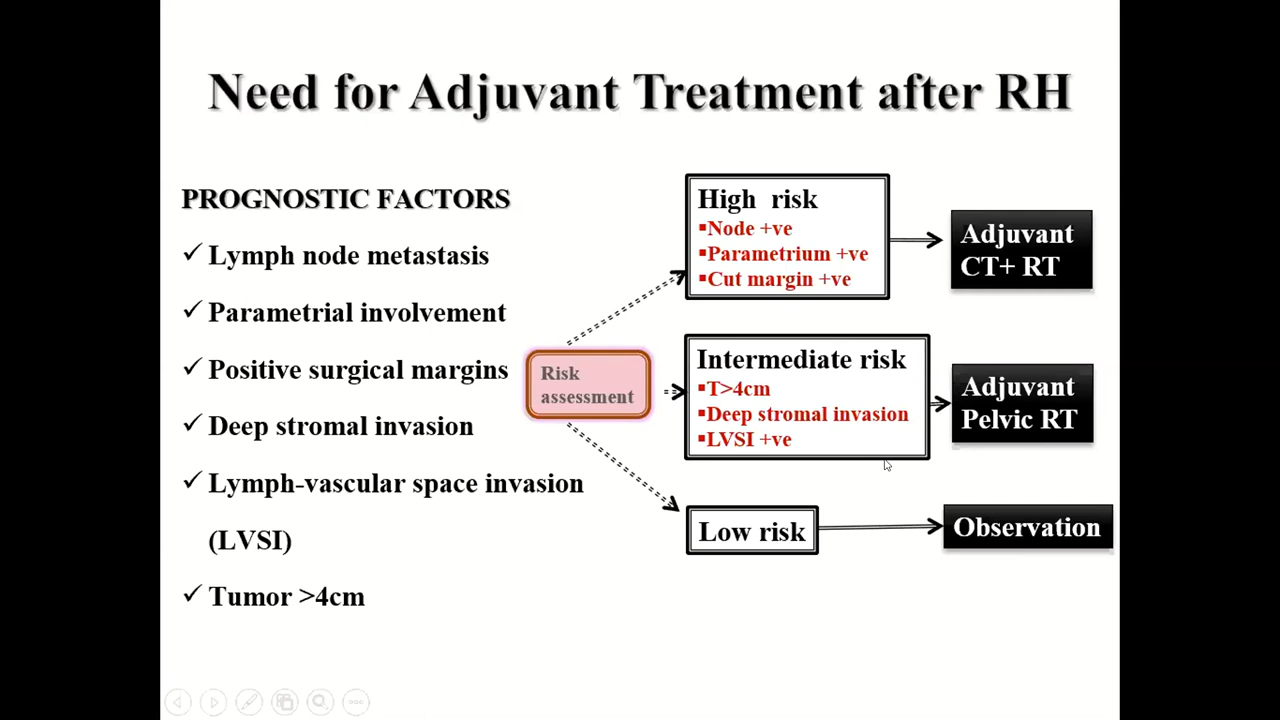 Need for Adjuvant Treatment after RH
PROGNOSTIC FACTORS
✓ Lymph node metastasis
✓ Parametrial involvement
✓ Positive surgical margins
✓ Deep stromal invasion
✓ Lymph-vascular space invasion
(LVSI)
✓ Tumor >4cm
Risk
assessment
High risk
▪Node +ve
▪Parametrium +ve
▪Cut margin +ve
Adjuvant
CT+ RT
Intermediate risk
▪T>4cm
▪Deep stromal invasion
▪LVSI +ve
Adjuvant
Pelvic RT
Low risk
Observation